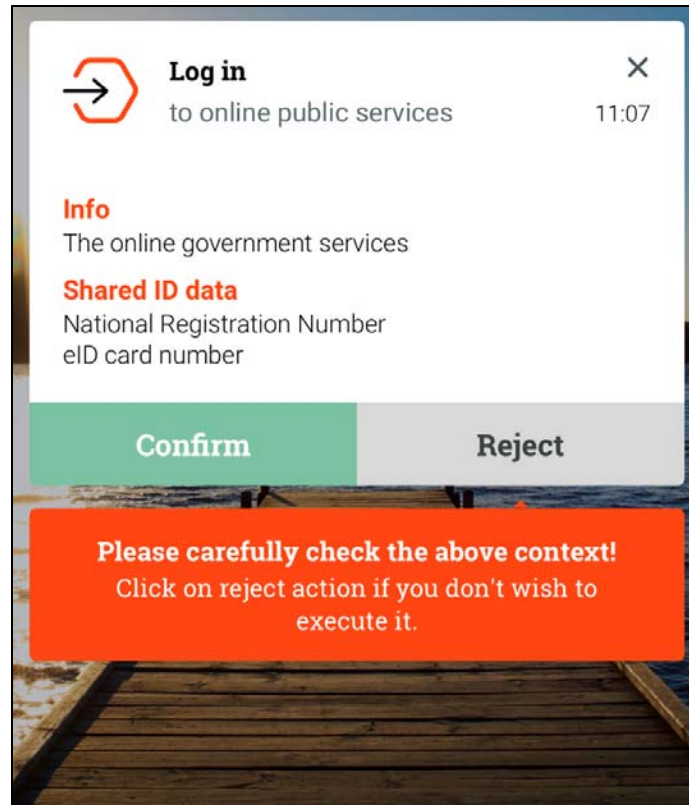 Log in
to online public services
11:07
Info
The online government services
Shared ID data
National Registration Number
eID card number
Confirm
Reject
Please carefully check the above context!
Click on reject action if you don't wish to
execute it.